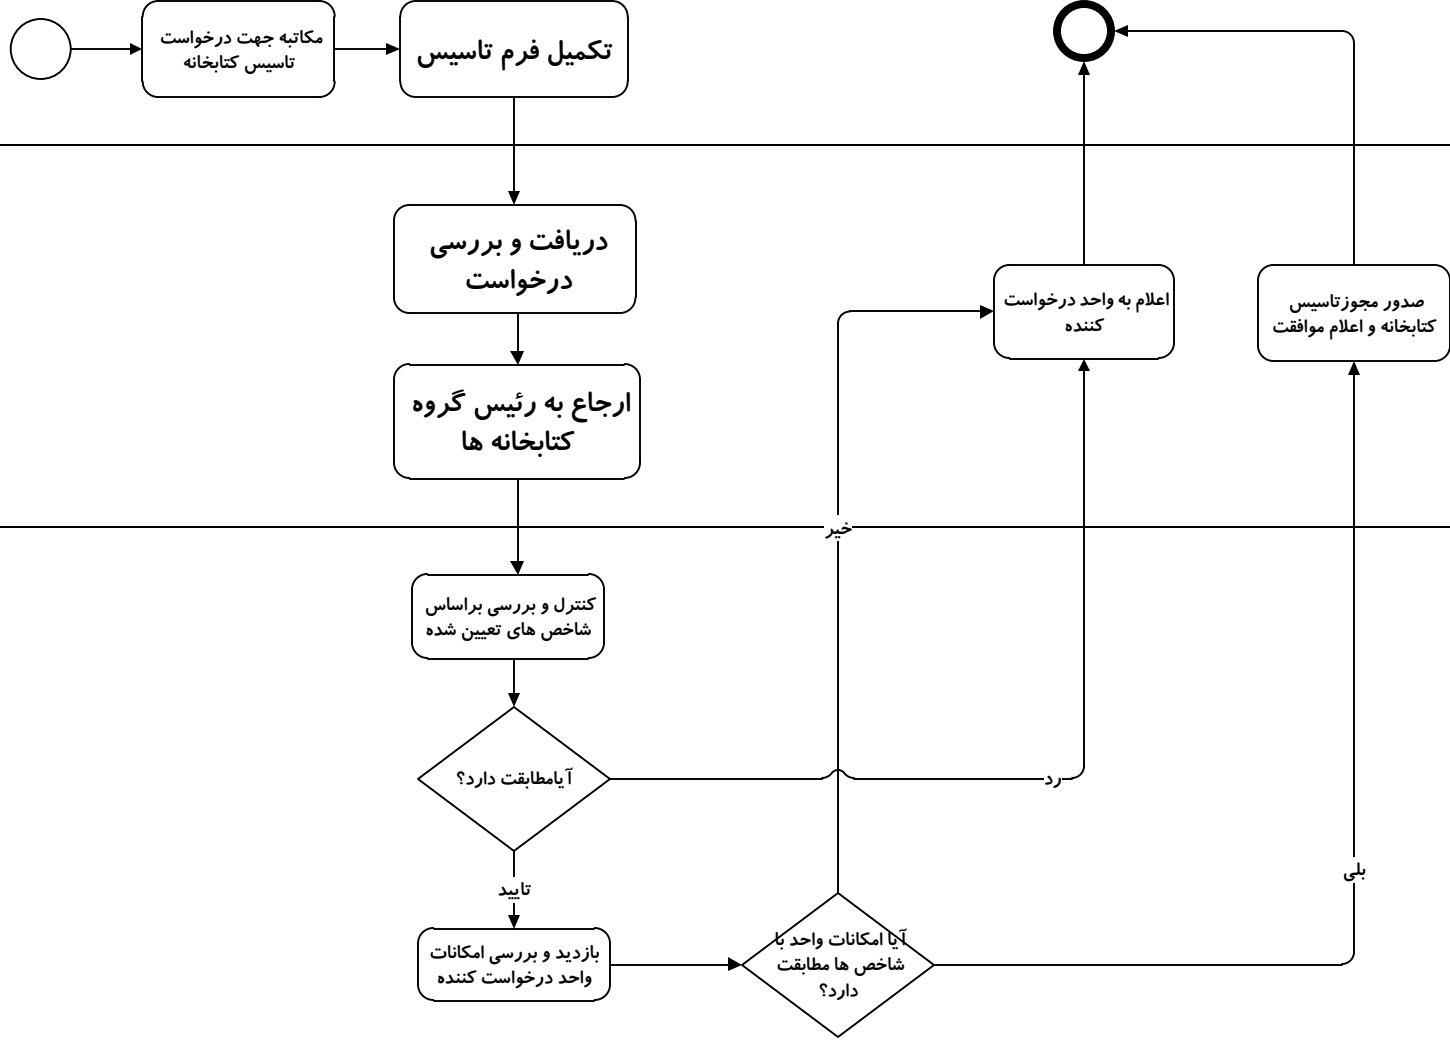 مکاتبه جهت درخواست
تاسیس کتابخانه
تکمیل فرم تاسیس
دریافت و بررسی
درخواست
ارجاع به رئیس گروه
کتابخانه ها
اعلام به واحد درخواست
کننده
صدور مجوزتاسیس
کتابخانه و اعلام موافقت
خیر
کنترل و بررسی براساس
شاخص های تعیین شده
آیامطابقت دارد؟
رد
تایید
بلی
بازدید و بررسی امکانات
واحد درخواست کننده
آیا امکانات واحد با
شاخص ها مطابقت
دارد؟